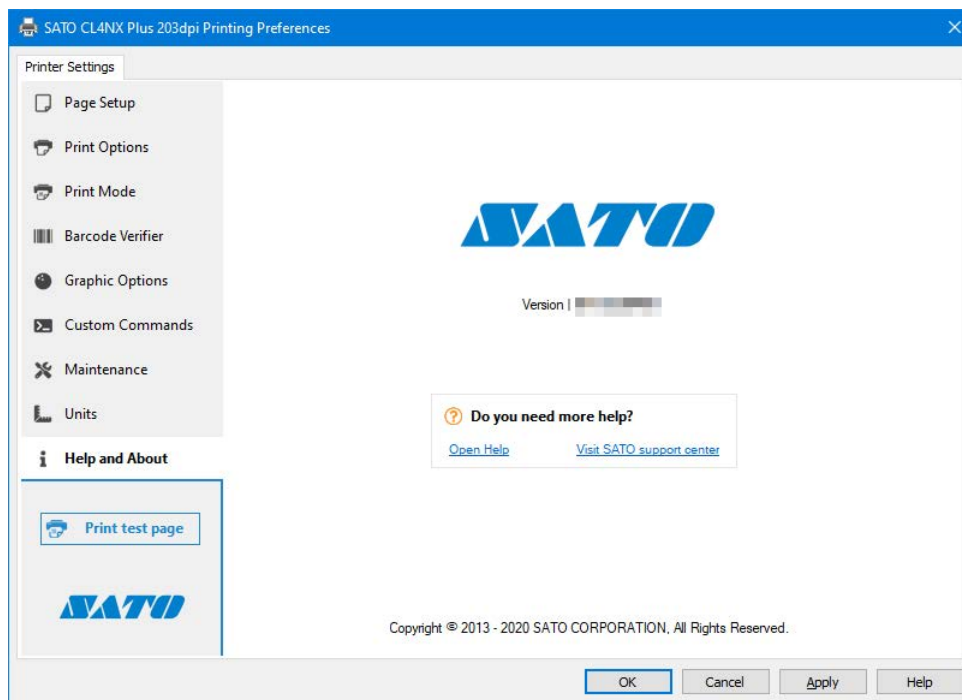 SATO CL4NX Plus 203dpi Printing Preferences
Printer Settings
Page Setup
Print Options
Print Mode
Barcode Verifier
Graphic Options
Custom Commands
Maintenance
Units
Help and About
Print test page
SATO
SATO
Version |
Do you need more help?
Open Help Visit SATO support center
Copyright © 2013 - 2020 SATO CORPORATION, All Rights Reserved.
OK Cancel Apply Help